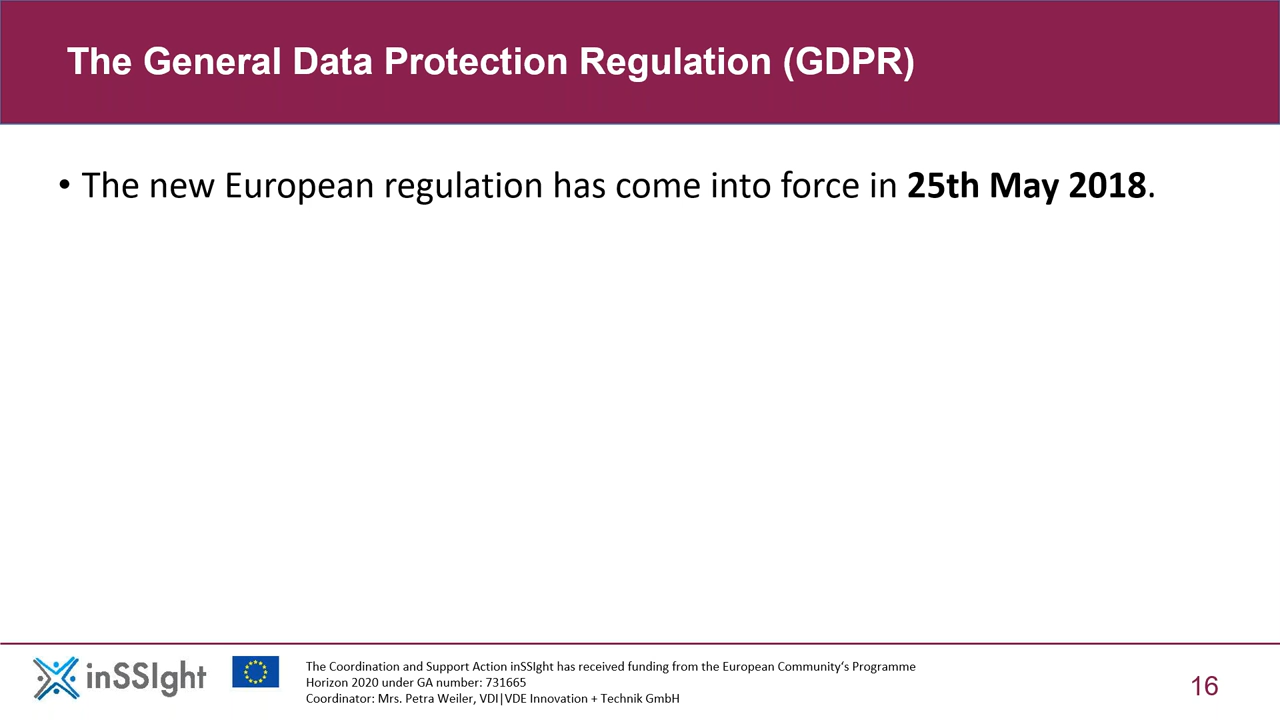 The General Data Protection Regulation (GDPR)
• The new European regulation has come into force in 25th May 2018.
inSSIght
The Coordination and Support Action inSSIght has received funding from the European Community’s Programme
Horizon 2020 under GA number: 731665
Coordinator: Mrs. Petra Weiler, VDI|VDE Innovation + Technik GmbH
16